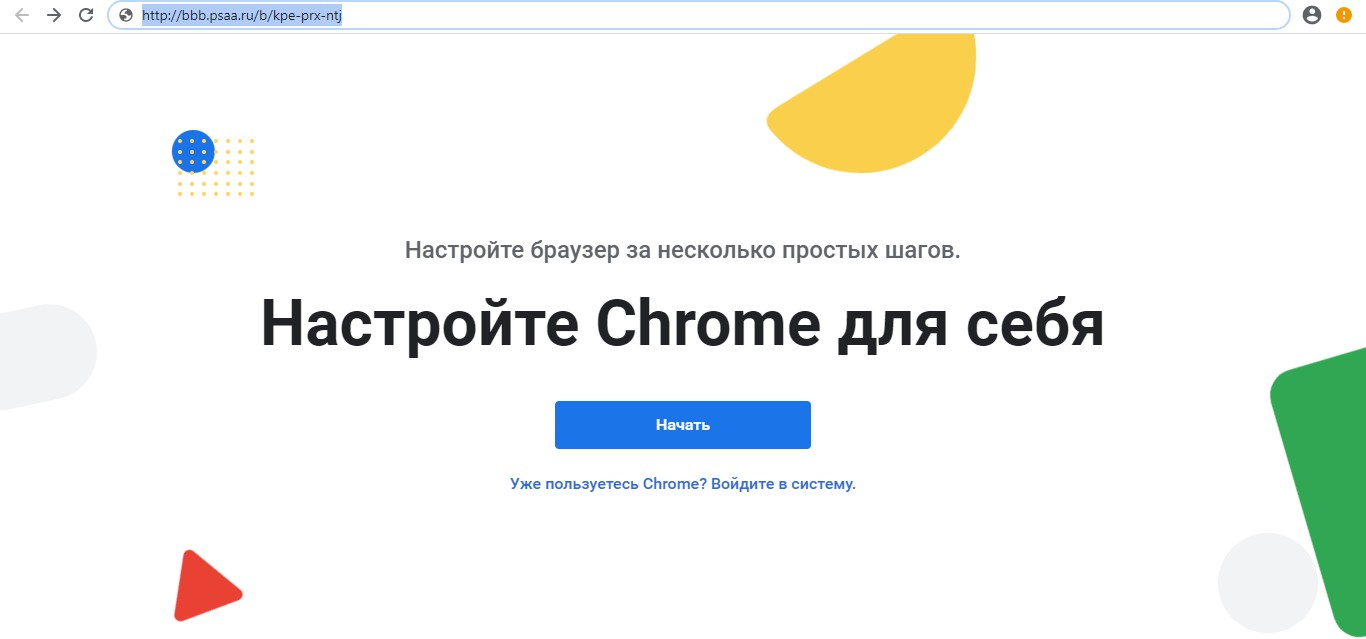 http://bbb.psaa.ru/b/kpe-prx-ntj
Настройте браузер за несколько простых шагов.
Настройте Chrome для себя
Начать
Уже пользуетесь Chrome? Войдите в систему.